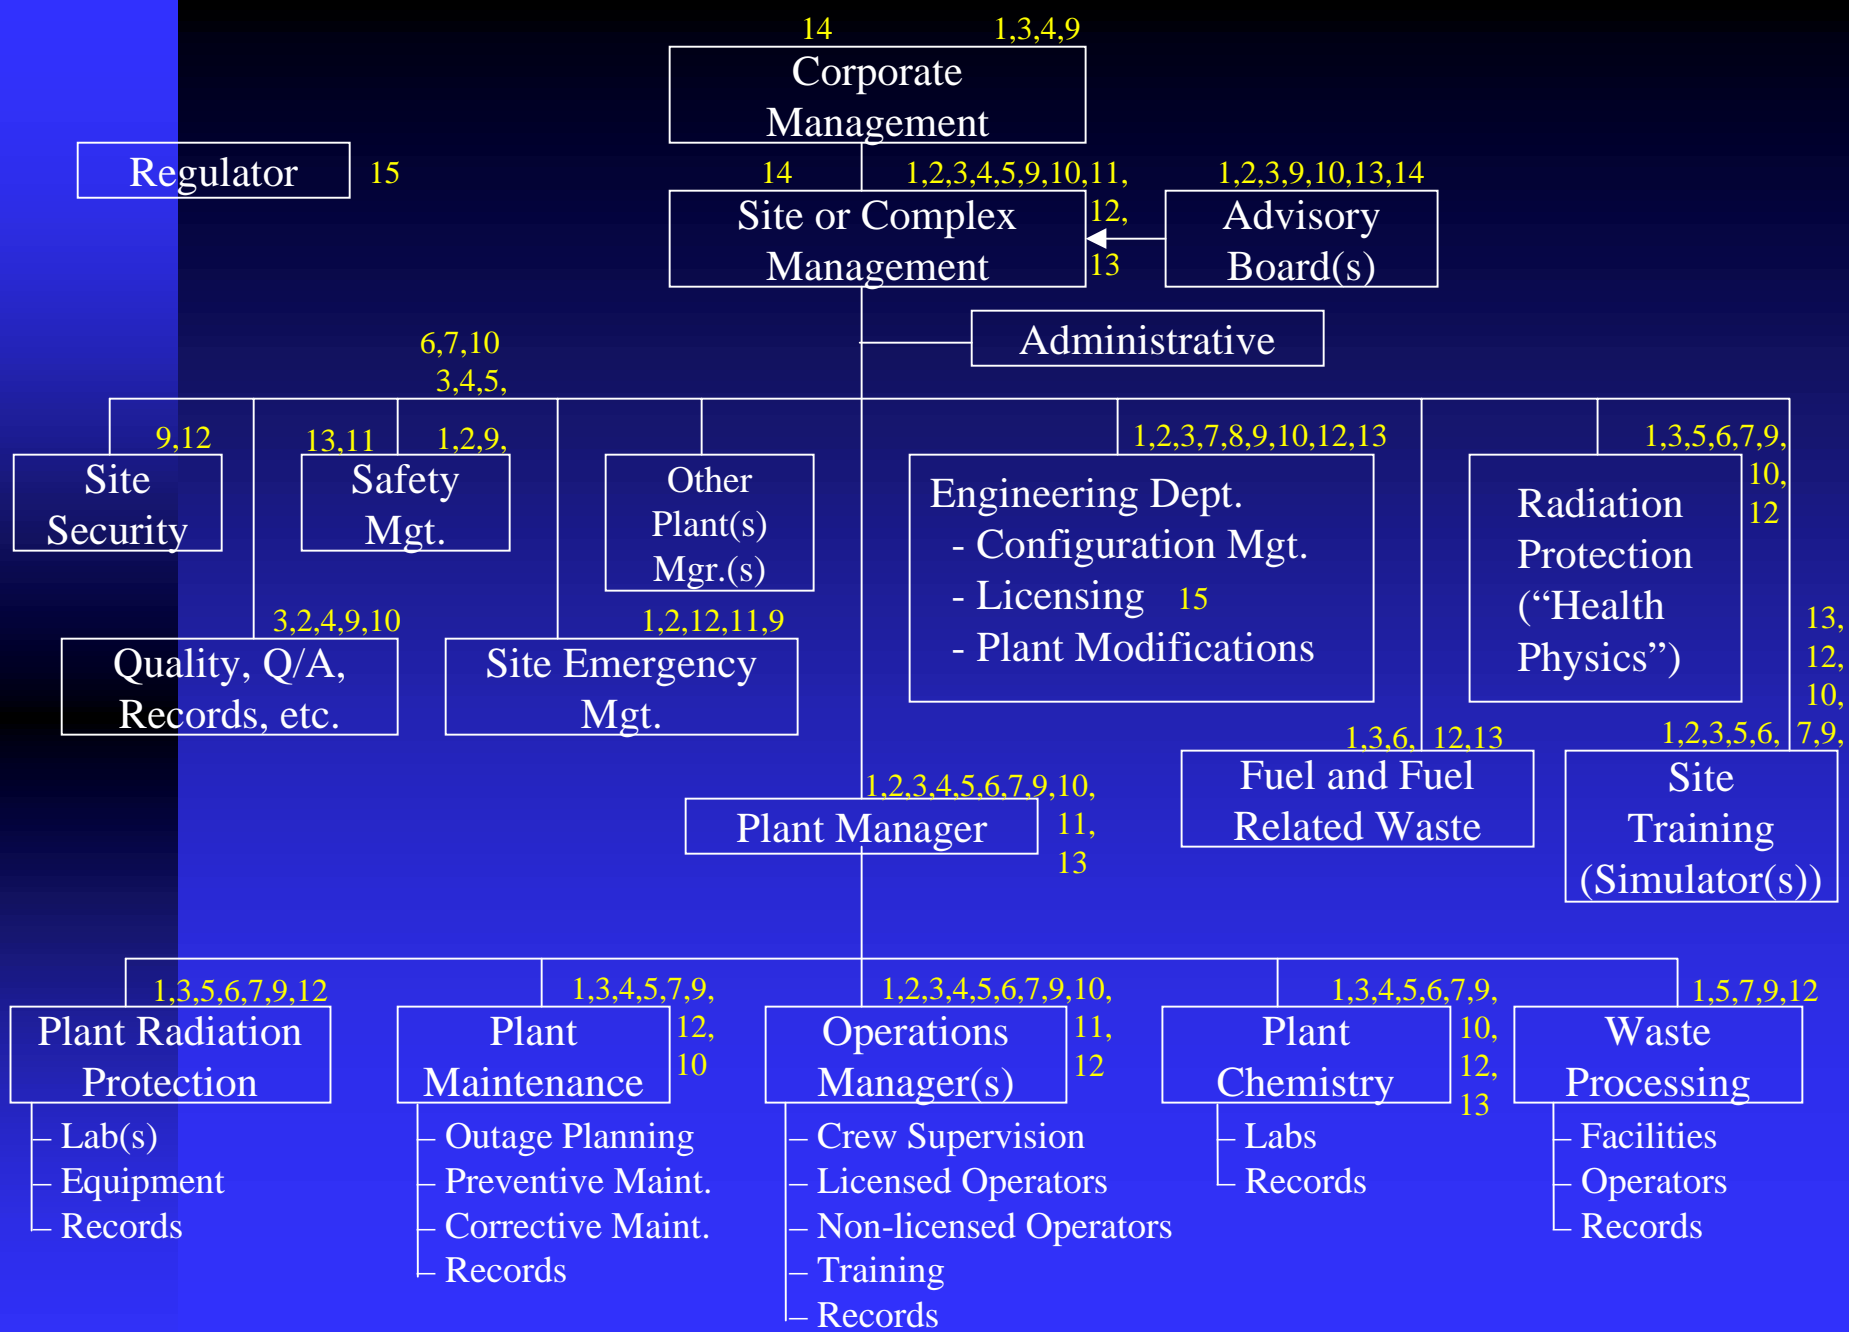 14 1,3,4,9
Corporate
Management
Regulator 15
14 1,2,3,4,5,9,10,11,
12,
13
Site or Complex
Management
1,2,3,9,10,13,14
Advisory
Board(s)
Administrative
6,7,10
3,4,5,
9,12
Site
Security
13,11 1,2,9,
Safety
Mgt.
Other
Plant(s)
Mgr.(s)
1,2,3,7,8,9,10,12,13
Engineering Dept.
- Configuration Mgt.
- Licensing 15
- Plant Modifications
1,3,5,6,7,9,
10,
12
Radiation
Protection
(“Health
Physics”)
3,2,4,9,10
Quality, Q/A,
Records, etc.
1,2,12,11,9
Site Emergency
Mgt.
1,3,6, 12,13
Fuel and Fuel
Related Waste
13,
12,
10,
1,2,3,5,6, 7,9,
Site
Training
(Simulator(s))
1,2,3,4,5,6,7,9,10,
11,
13
Plant Manager
1,3,5,6,7,9,12
Plant Radiation
Protection
– Lab(s)
– Equipment
– Records
1,3,4,5,7,9,
12,
10
Plant
Maintenance
– Outage Planning
– Preventive Maint.
– Corrective Maint.
– Records
1,2,3,4,5,6,7,9,10,
11,
12
Operations
Manager(s)
– Crew Supervision
– Licensed Operators
– Non-licensed Operators
– Training
– Records
1,3,4,5,6,7,9,
10,
12,
13
Plant
Chemistry
– Labs
– Records
1,5,7,9,12
Waste
Processing
– Facilities
– Operators
– Records